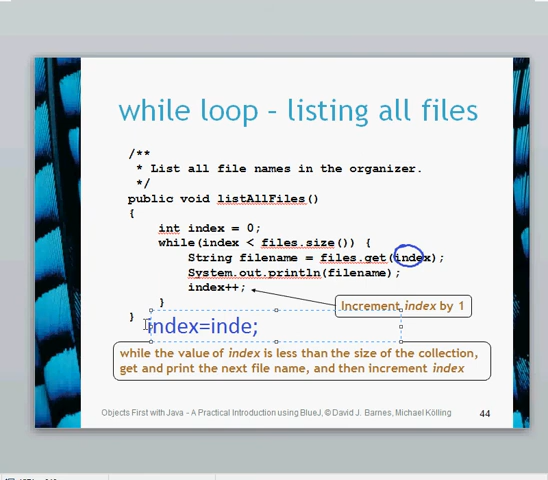 while loop - listing all files
/**
* List all file names in the organizer.
*/
public void listAllFiles()
{
int index = 0;
while(index < files.size()) {
String filename = files.get(index);
System.out.println(filename);
index++;
Increment index by 1
}
}
index=inde;
while the value of index is less than the size of the collection,
get and print the next file name, and then increment index
Objects First with Java - A Practical Introduction using BlueJ, © David J. Barnes, Michael Kölling
44